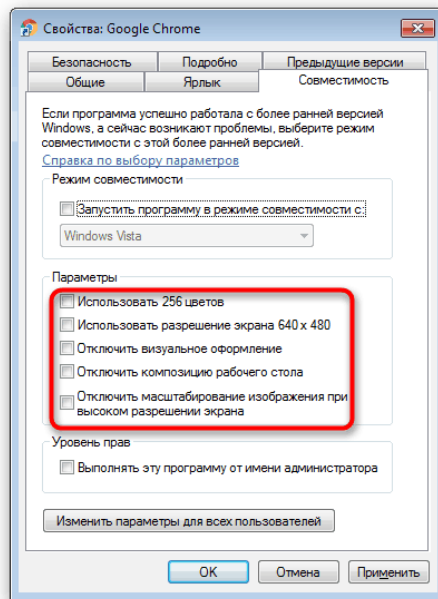 Свойства: Google Chrome
Безопасность Подробно Предыдущие версии
Общие Ярлык Совместимость
Если программа успешно работала с более ранней версией
Windows, а сейчас возникают проблемы, выберите режим
совместимости с этой более ранней версией.
Справка по выбору параметров
Режим совместимости
Запустить программу в режиме совместимости с:
Windows Vista
Параметры
Использовать 256 цветов
Использовать разрешение экрана 640 x 480
Отключить визуальное оформление
Отключить композицию рабочего стола
Отключить масштабирование изображения при
высоком разрешении экрана
Уровень прав
Выполнять эту программу от имени администратора
Изменить параметры для всех пользователей
OK Отмена Применить